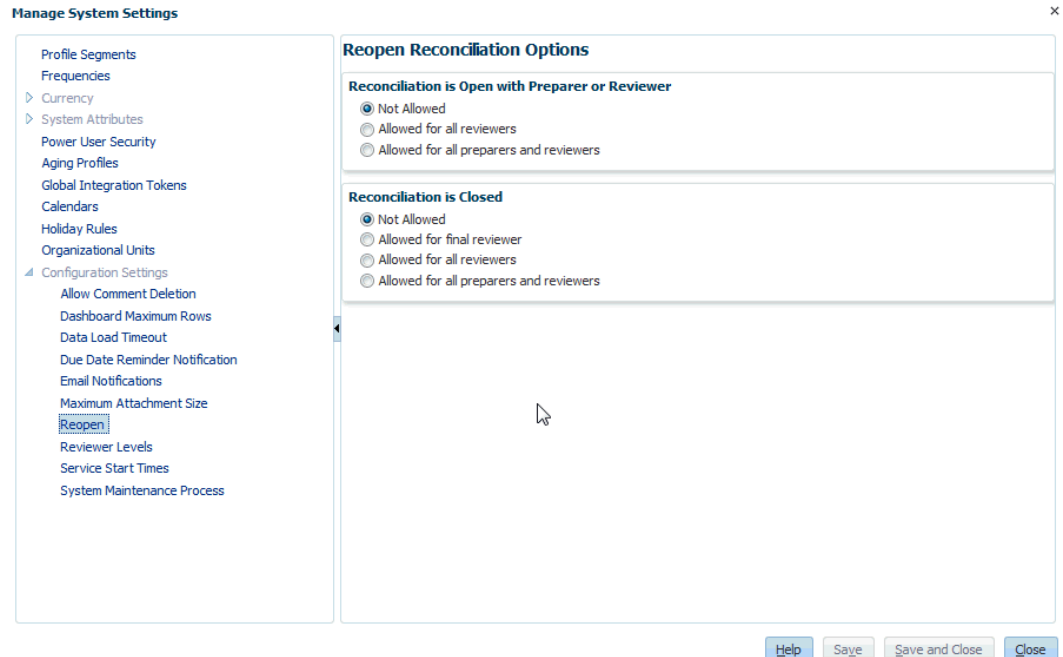 Manage System Settings
×
Profile Segments
Frequencies
Currency
System Attributes
Power User Security
Aging Profiles
Global Integration Tokens
Calendars
Holiday Rules
Organizational Units
Configuration Settings
Allow Comment Deletion
Dashboard Maximum Rows
Data Load Timeout
Due Date Reminder Notification
Email Notifications
Maximum Attachment Size
Reopen
Reviewer Levels
Service Start Times
System Maintenance Process
Reopen Reconciliation Options
Reconciliation is Open with Preparer or Reviewer
Not Allowed
Allowed for all reviewers
Allowed for all preparers and reviewers
Reconciliation is Closed
Not Allowed
Allowed for final reviewer
Allowed for all reviewers
Allowed for all preparers and reviewers
Help Save Save and Close Close